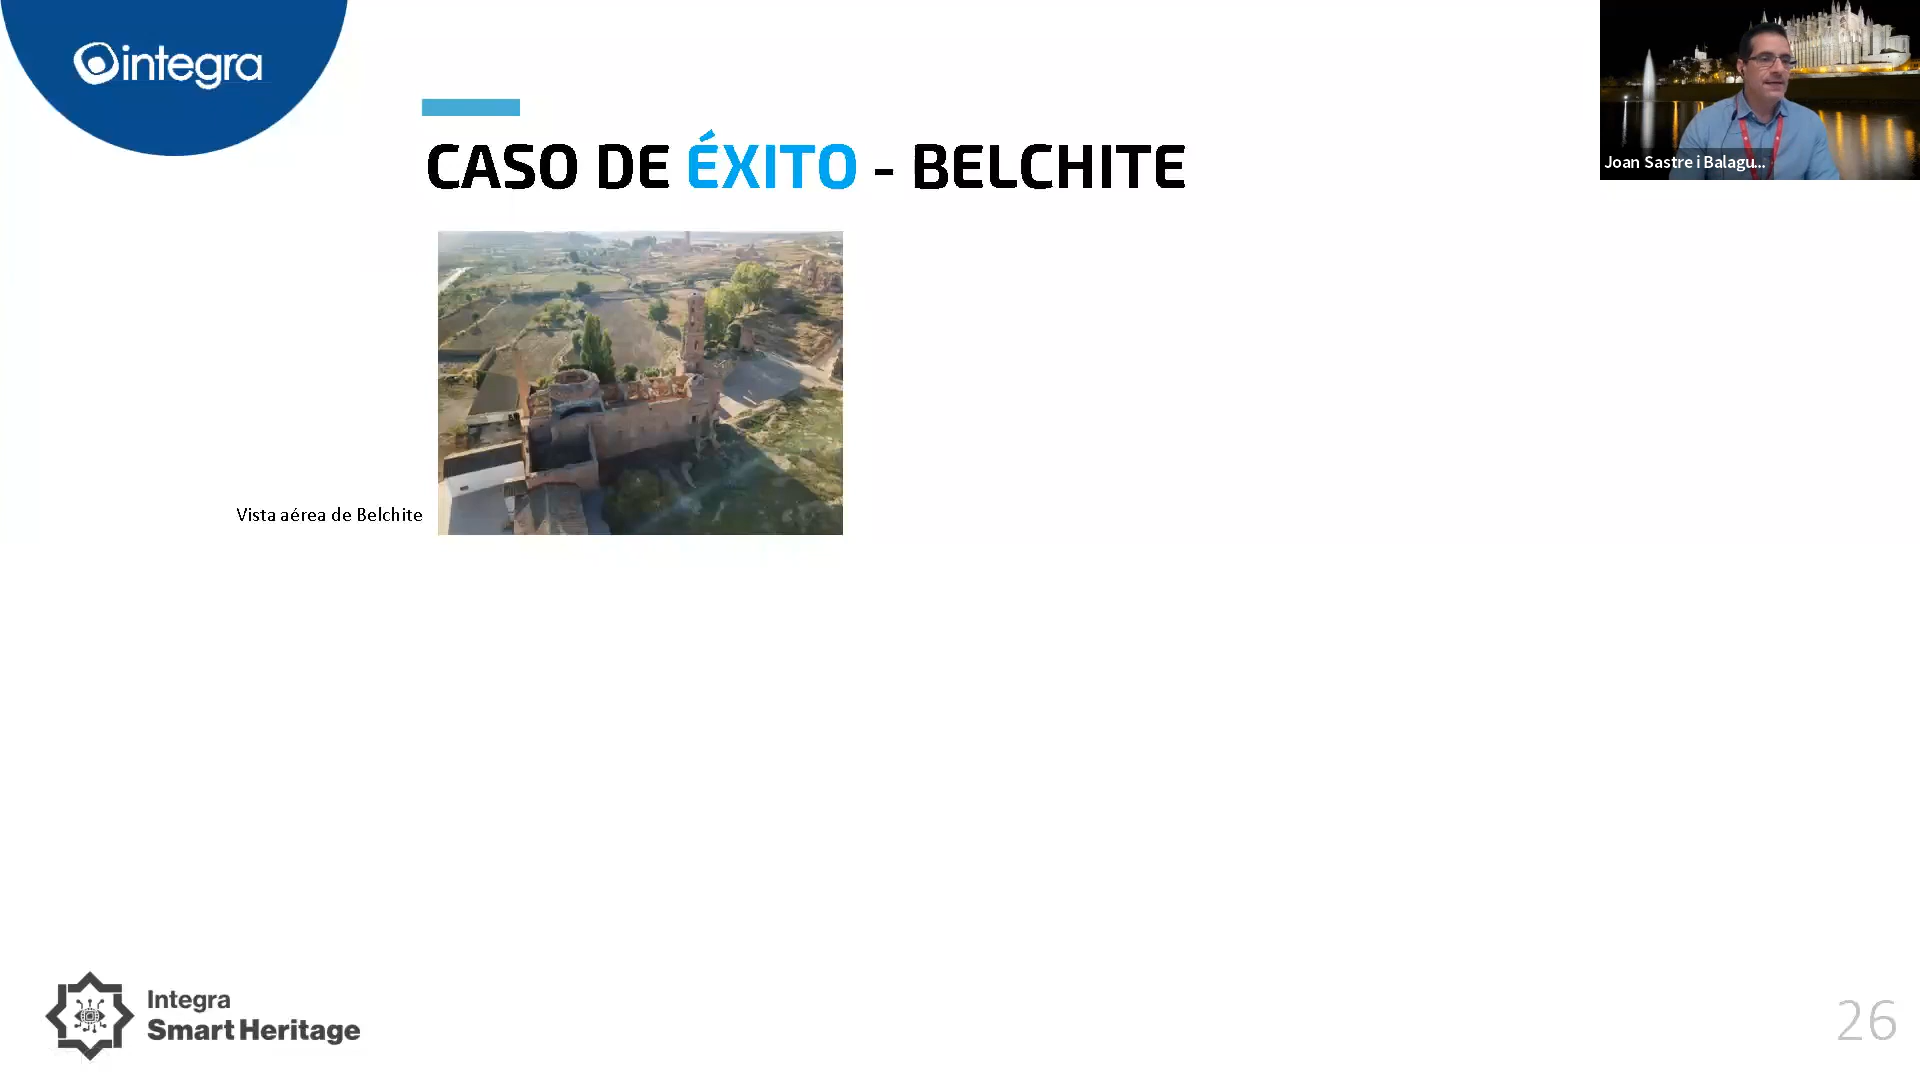 integra
CASO DE ÉXITO - BELCHITE
Joan Sastre i Balagu...
Vista aérea de Belchite
Integra
Smart Heritage
26